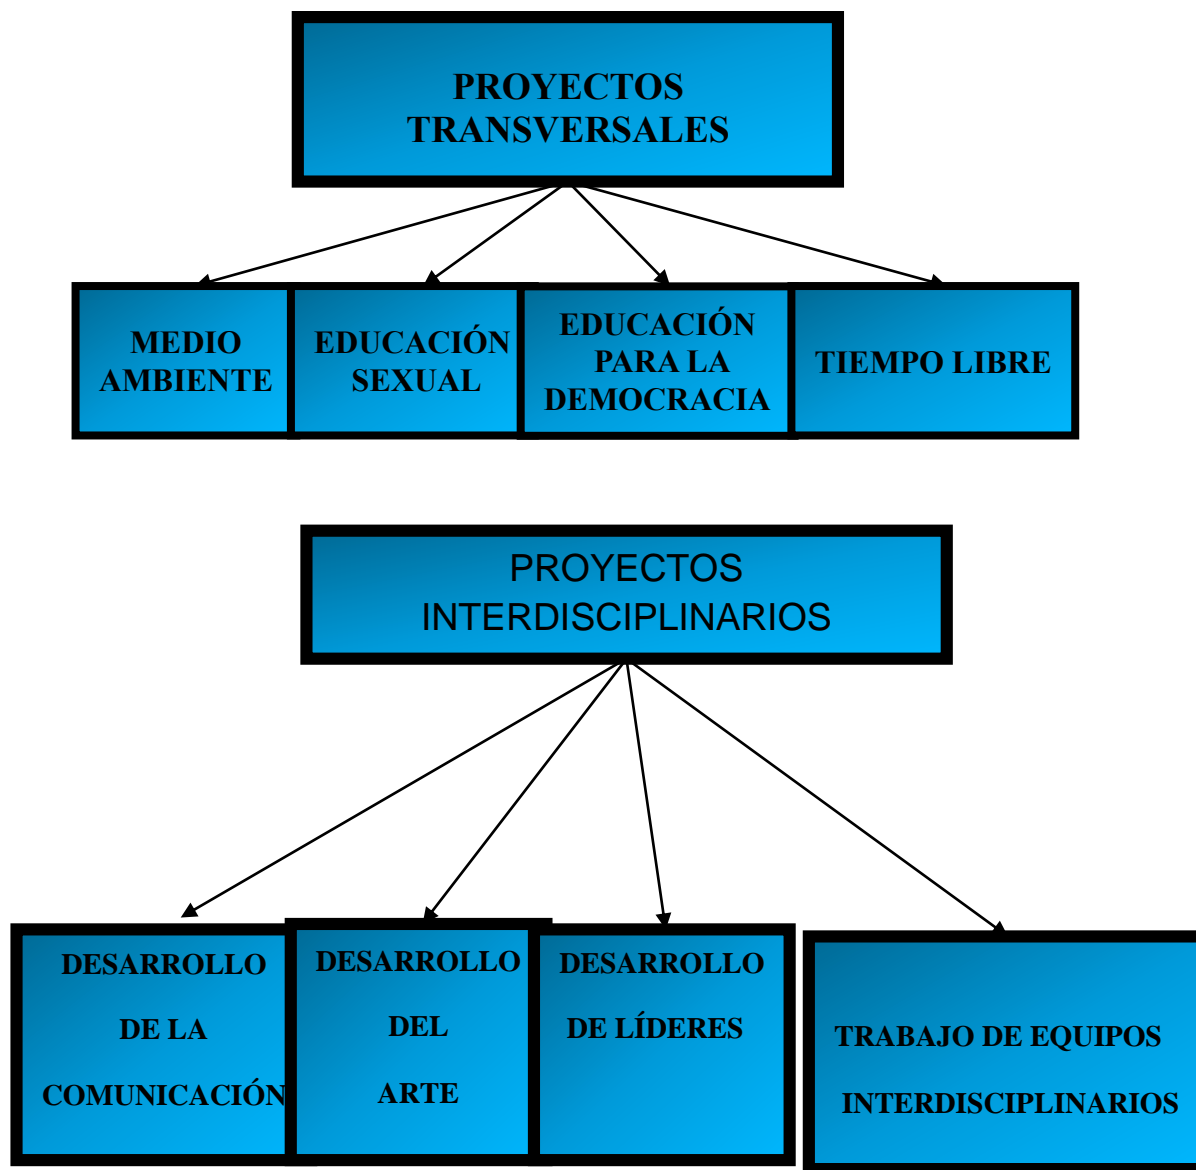 PROYECTOS
TRANSVERSALES
MEDIO
AMBIENTE
EDUCACIÓN
SEXUAL
EDUCACIÓN
PARA LA
DEMOCRACIA
TIEMPO LIBRE
PROYECTOS
INTERDISCIPLINARIOS
DESARROLLO
DE LA
COMUNICACIÓN
DESARROLLO
DEL
ARTE
DESARROLLO
DE LÍDERES
TRABAJO DE EQUIPOS
INTERDISCIPLINARIOS